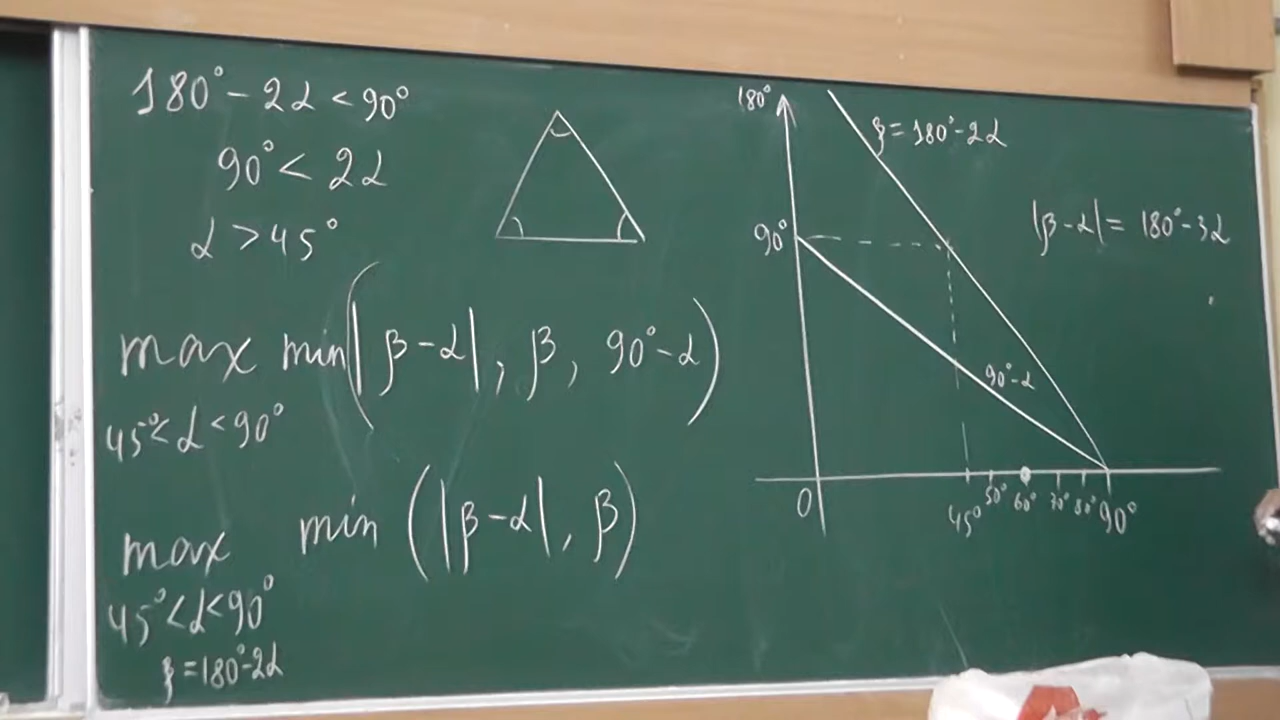 180° - 2α < 90°
90° < 2α
α > 45°
max min(|β-α|, β, 90°-α)
45° < α < 90°
max min (|β-α|, β)
45° < α < 90°
β = 180° - 2α
180°
β = 180° - 2α
|β-α| = 180° - 3α
90°
90°-α
0
45° 50° 60° 70° 80° 90°